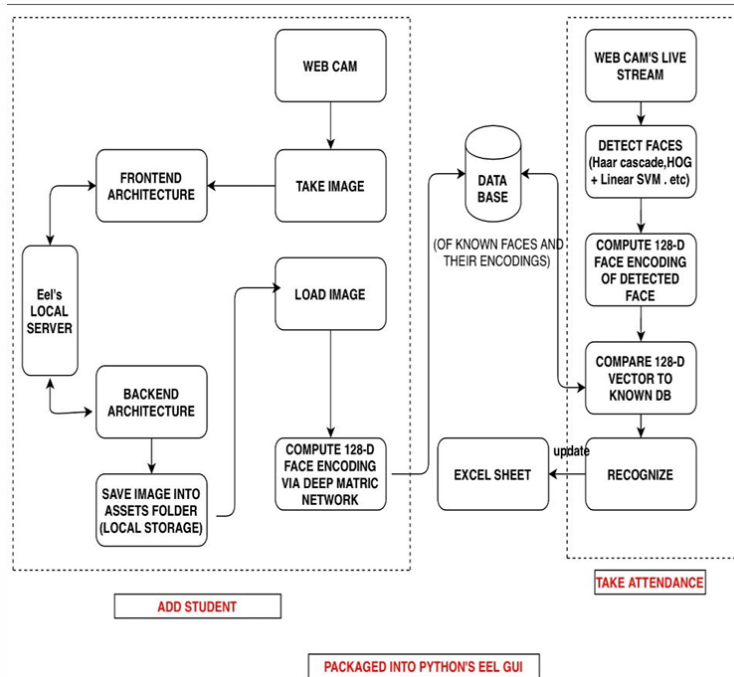 WEB CAM
TAKE IMAGE
FRONTEND
ARCHITECTURE
Eel's
LOCAL
SERVER
BACKEND
ARCHITECTURE
SAVE IMAGE INTO
ASSETS FOLDER
(LOCAL STORAGE)
LOAD IMAGE
COMPUTE 128-D
FACE ENCODING
VIA DEEP MATRIC
NETWORK
ADD STUDENT
DATA
BASE
(OF KNOWN FACES AND
THEIR ENCODINGS)
WEB CAM'S LIVE
STREAM
DETECT FACES
(Haar cascade,HOG
+ Linear SVM . etc)
COMPUTE 128-D
FACE ENCODING
OF DETECTED
FACE
COMPARE 128-D
VECTOR TO
KNOWN DB
RECOGNIZE
update
EXCEL SHEET
TAKE ATTENDANCE
PACKAGED INTO PYTHON'S EEL GUI